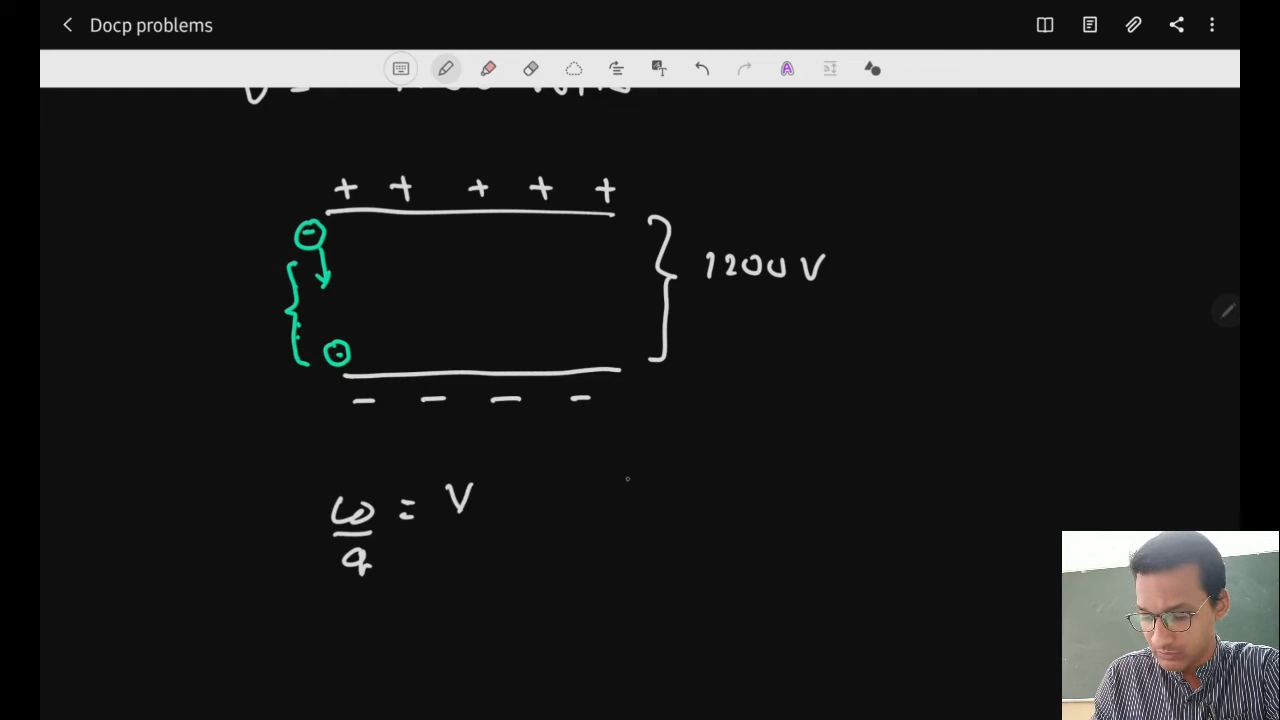 Docp problems
V =
+ + + + +
-
1200 V
-
- - - -
w/q = V